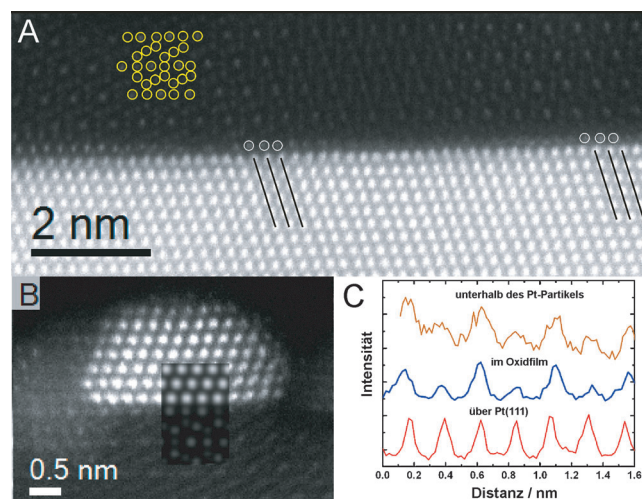 A
2 nm
B
0.5 nm
C
unterhalb des Pt-Partikels
im Oxidfilm
über Pt(111)
Intensität
0.0 0.2 0.4 0.6 0.8 1.0 1.2 1.4 1.6
Distanz / nm